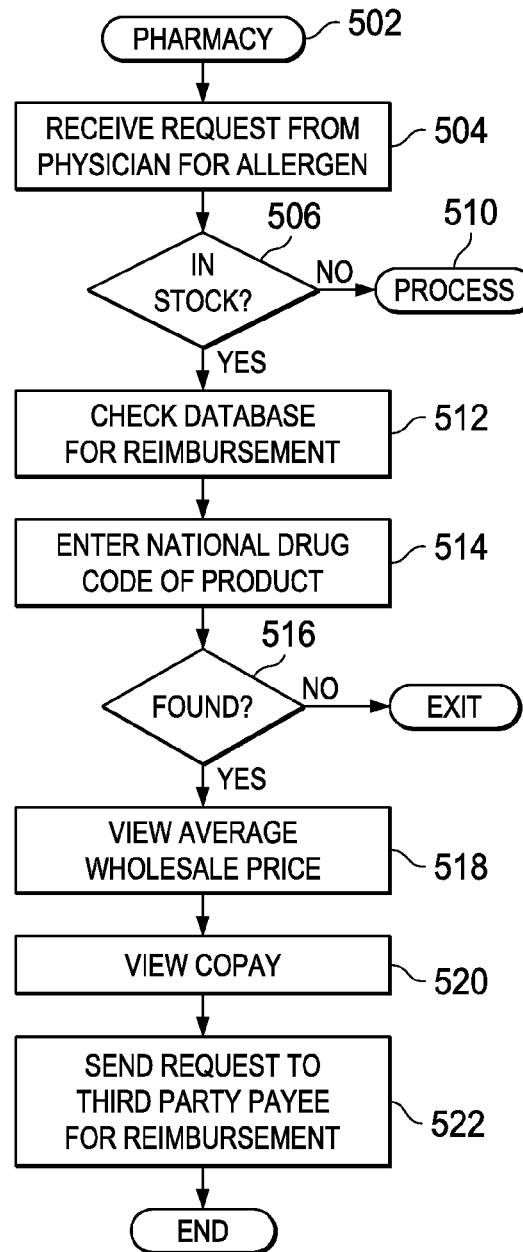 PHARMACY
502
RECEIVE REQUEST FROM
PHYSICIAN FOR ALLERGEN
504
506
IN
STOCK?
NO
510
PROCESS
YES
CHECK DATABASE
FOR REIMBURSEMENT
512
ENTER NATIONAL DRUG
CODE OF PRODUCT
514
516
FOUND?
NO
EXIT
YES
VIEW AVERAGE
WHOLESALE PRICE
518
VIEW COPAY
520
SEND REQUEST TO
THIRD PARTY PAYEE
FOR REIMBURSEMENT
522
END